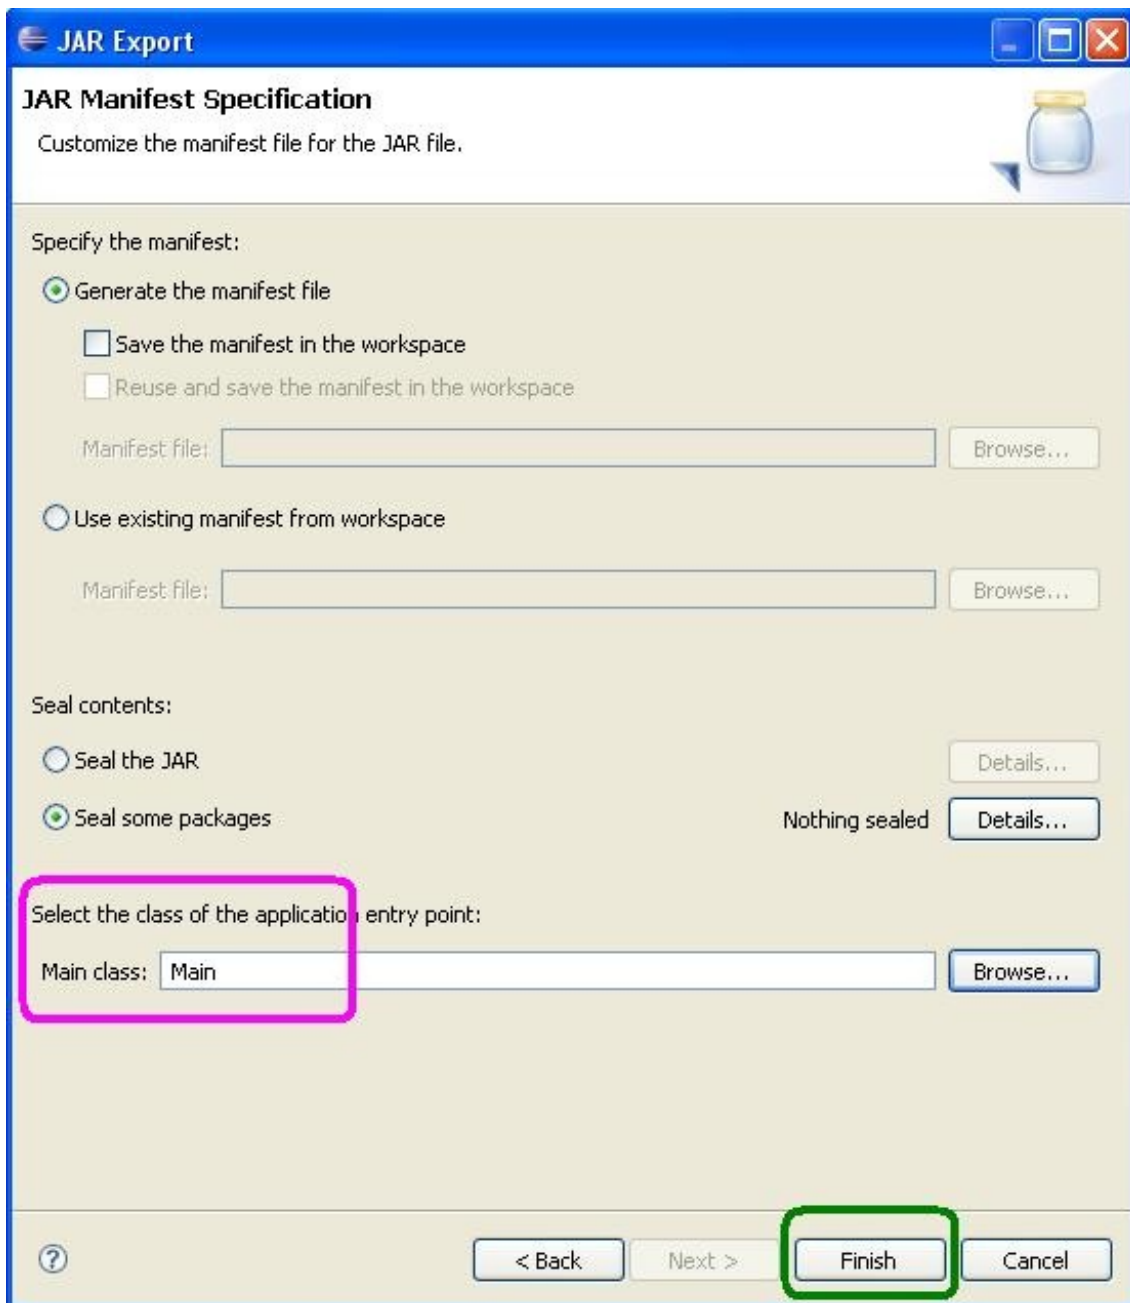 JAR Export
JAR Manifest Specification
Customize the manifest file for the JAR file.
Specify the manifest:
Generate the manifest file
Save the manifest in the workspace
Reuse and save the manifest in the workspace
Manifest file: Browse...
Use existing manifest from workspace
Manifest file: Browse...
Seal contents:
Seal the JAR Details...
Seal some packages Nothing sealed Details...
Select the class of the application entry point:
Main class: Main Browse...
? < Back Next > Finish Cancel